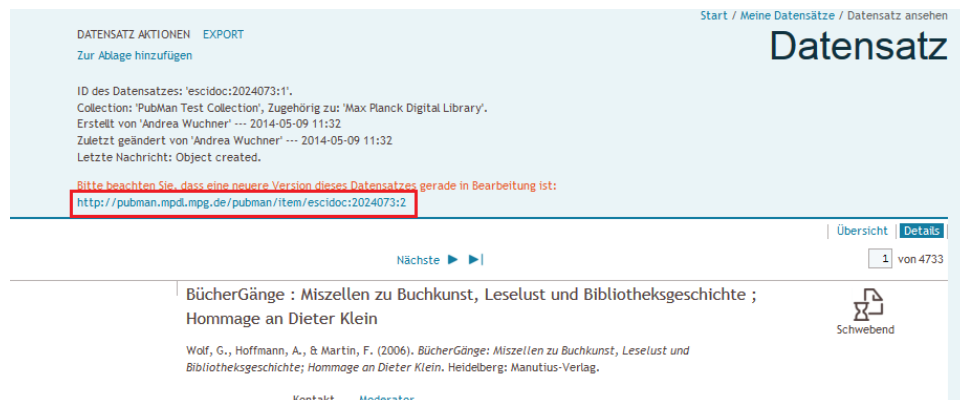 Start / Meine Datensätze / Datensatz ansehen
DATENSATZ AKTIONEN EXPORT
Datensatz
Zur Ablage hinzufügen
ID des Datensatzes: 'escidoc:2024073:1'.
Collection: 'PubMan Test Collection', Zugehörig zu: 'Max Planck Digital Library'.
Erstellt von 'Andrea Wuchner' --- 2014-05-09 11:32
Zuletzt geändert von 'Andrea Wuchner' --- 2014-05-09 11:32
Letzte Nachricht: Object created.
Bitte beachten Sie, dass eine neuere Version dieses Datensatzes gerade in Bearbeitung ist:
http://pubman.mpdl.mpg.de/pubman/item/escidoc:2024073:2
Übersicht Details
Nächste 1 von 4733
BücherGänge : Miszellen zu Buchkunst, Leselust und Bibliotheksgeschichte ;
Hommage an Dieter Klein
Schwebend
Wolf, G., Hoffmann, A., & Martin, F. (2006). BücherGänge: Miszellen zu Buchkunst, Leselust und
Bibliotheksgeschichte; Hommage an Dieter Klein. Heidelberg: Manutius-Verlag.
Kontakt Moderator